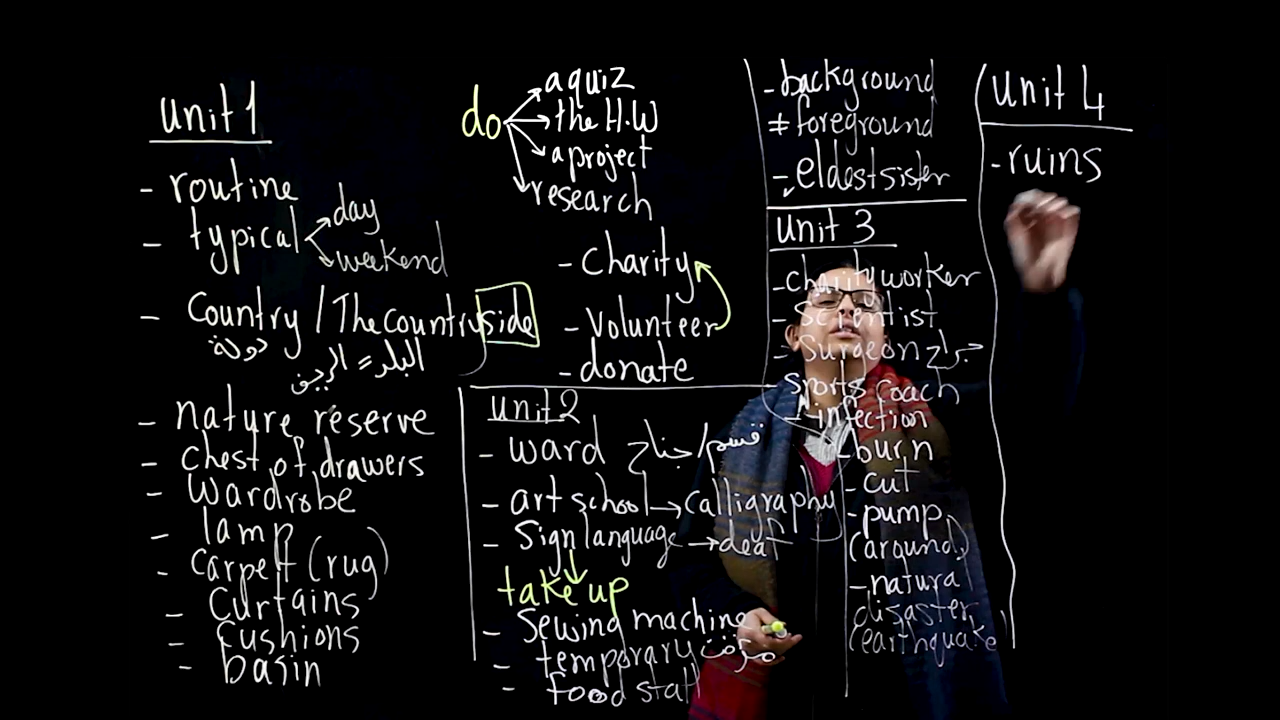 Unit 1
- routine
- typical
day
weekend
- Country / The Countryside
دولة
البلد = الريف
- nature reserve
- chest of drawers
- wardrobe
- lamp
- carpet (rug)
- Curtains
- Cushions
- basin
do
a quiz
the H.W
a project
research
- Charity
- Volunteer
- donate
Unit 2
- ward جناح / قسم
- art school → calligraphy
- Sign language → deaf
take up
- Sewing machine
- temporary مؤقت
- food stall
- background
≠ foreground
- eldest sister
Unit 3
- charity worker
- Scientist
- Surgeon جراح
sports coach
- infection
- burn
- cut
- pump
(around)
- natural
disaster
(earthquake)
Unit 4
- ruins